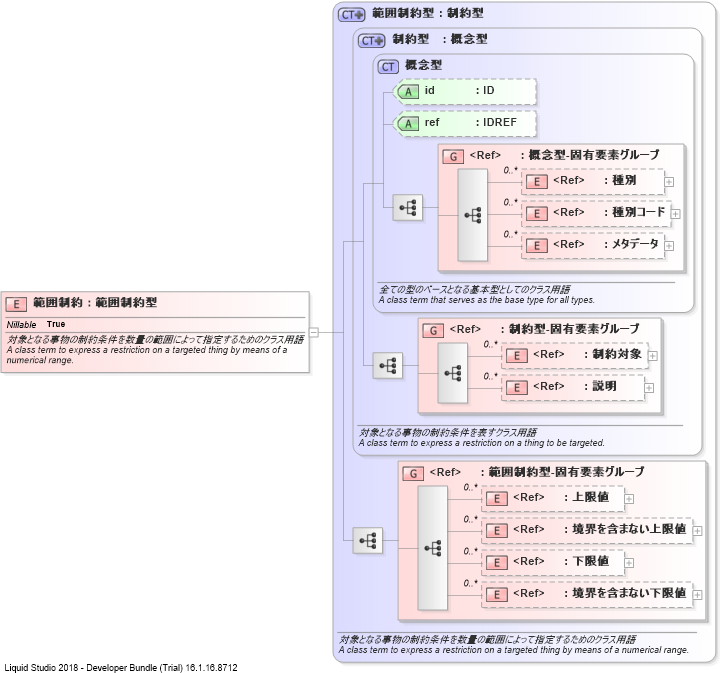 CT 範囲制約型 : 制約型
CT 制約型 : 概念型
CT 概念型
A id : ID
A ref : IDREF
G <Ref> : 概念型-固有要素グループ
0..*
E <Ref> : 種別
0..*
E <Ref> : 種別コード
0..*
E <Ref> : メタデータ
全ての型のベースとなる基本型としてのクラス用語
A class term that serves as the base type for all types.
E 範囲制約 : 範囲制約型
Nillable True
対象となる事物の制約条件を数量の範囲によって指定するためのクラス用語
A class term to express a restriction on a targeted thing by means of a
numerical range.
G <Ref> : 制約型-固有要素グループ
0..*
E <Ref> : 制約対象
0..*
E <Ref> : 説明
対象となる事物の制約条件を表すクラス用語
A class term to express a restriction on a thing to be targeted.
G <Ref> : 範囲制約型-固有要素グループ
0..*
E <Ref> : 上限値
0..*
E <Ref> : 境界を含まない上限値
0..*
E <Ref> : 下限値
0..*
E <Ref> : 境界を含まない下限値
対象となる事物の制約条件を数量の範囲によって指定するためのクラス用語
A class term to express a restriction on a targeted thing by means of a numerical range.
Liquid Studio 2018 - Developer Bundle (Trial) 16.1.16.8712